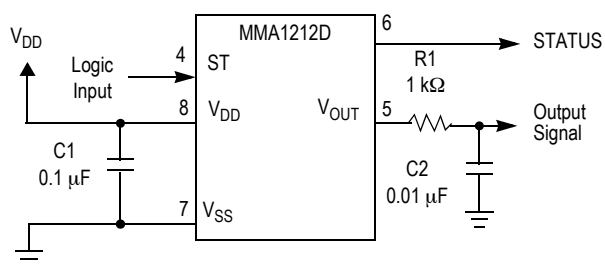 V_DD
Logic
Input
4
ST
8
V_DD
C1
0.1 µF
7
V_SS
MMA1212D
6
STATUS
R1
1 kΩ
V_OUT
5
Output
Signal
C2
0.01 µF